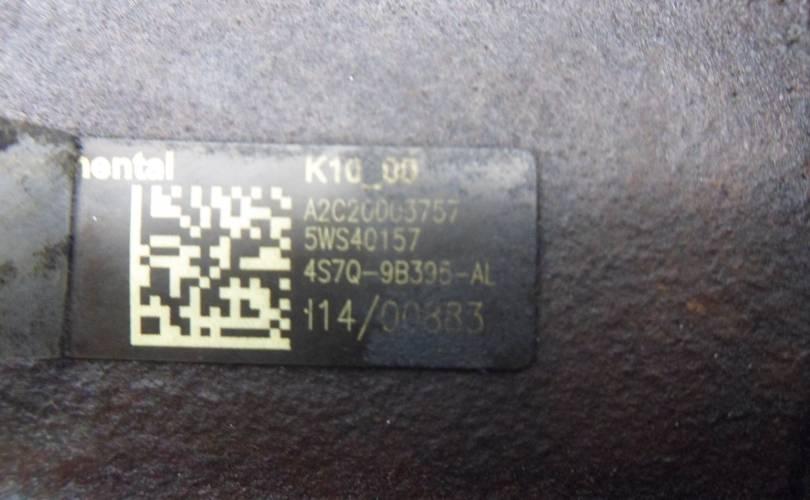 nental
K10_00
A2C20003757
5WS40157
4S7Q-9B395-AL
114/00883